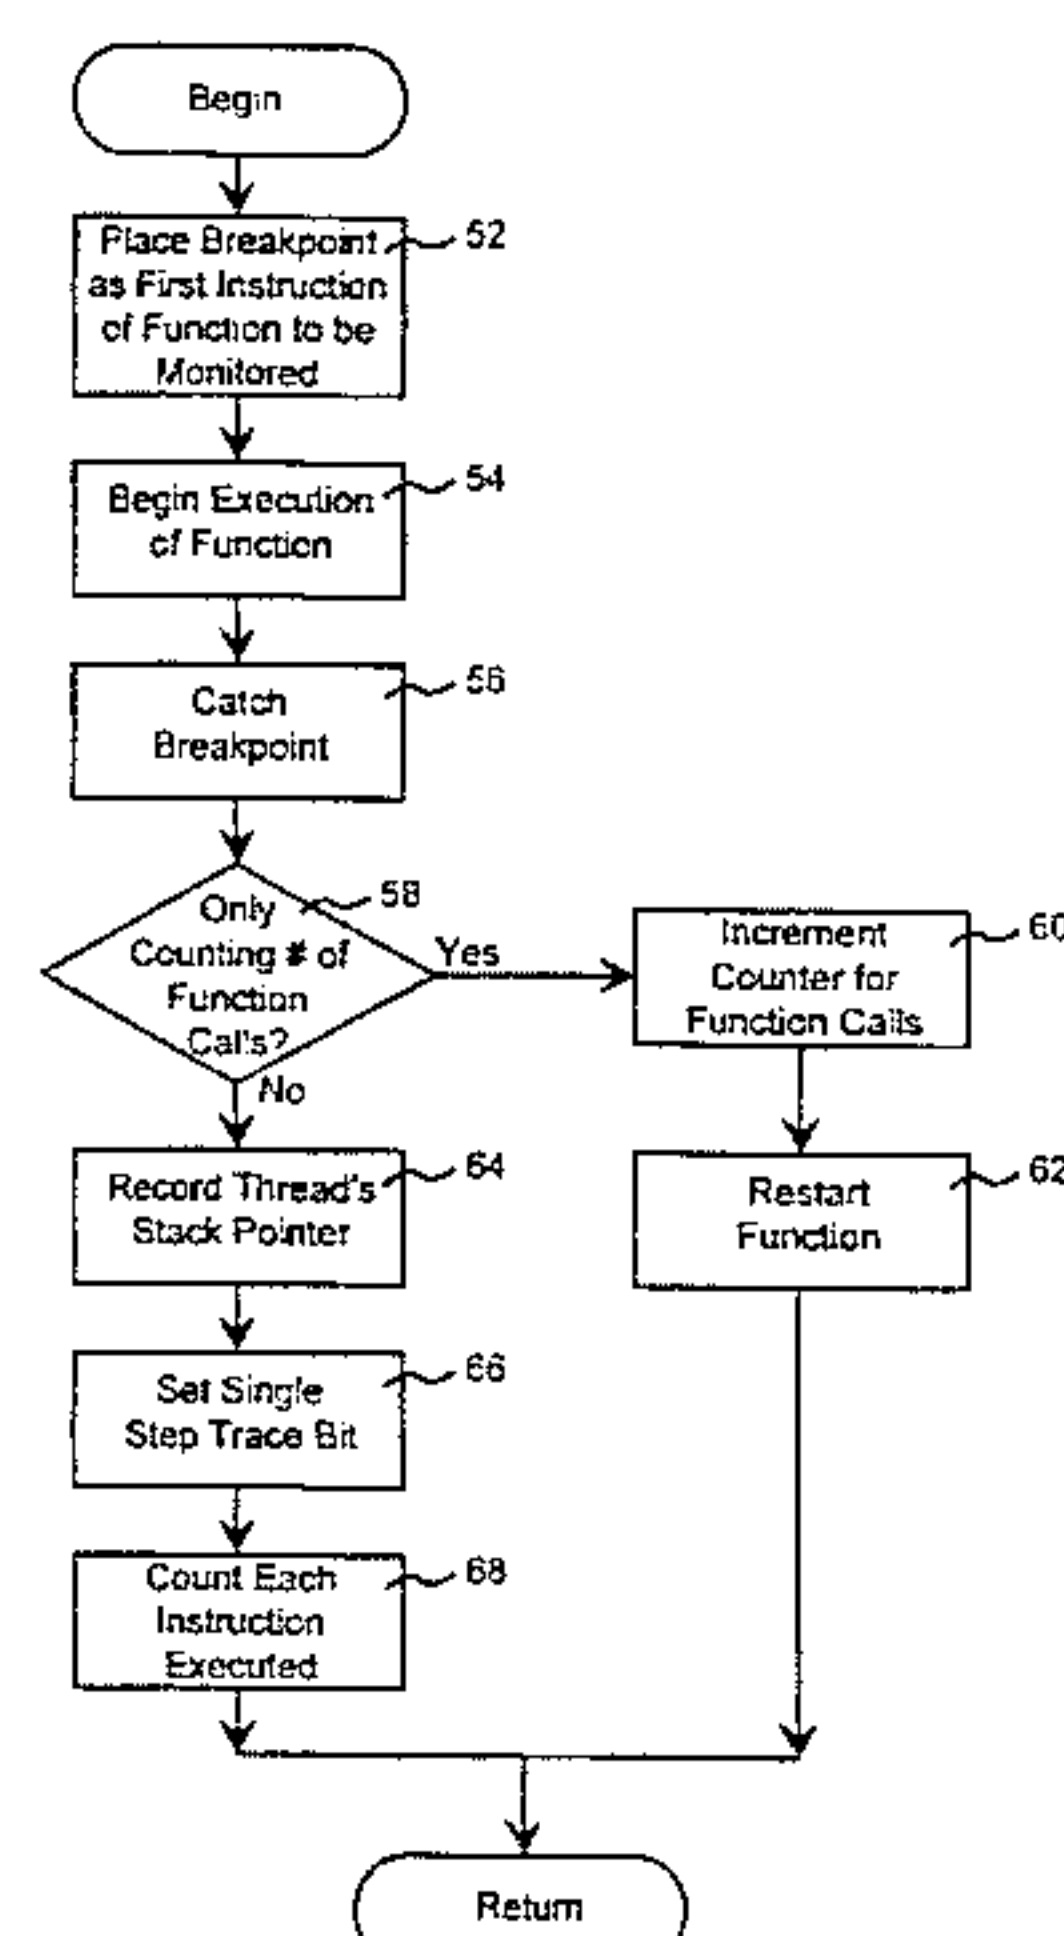 Begin
Place Breakpoint
as First Instruction
of Function to be
Monitored
52
Begin Execution
of Function
54
Catch
Breakpoint
56
Only
Counting # of
Function
Calls?
58
Yes
No
Increment
Counter for
Function Calls
60
Restart
Function
62
Record Thread's
Stack Pointer
64
Set Single
Step Trace Bit
66
Count Each
Instruction
Executed
68
Return